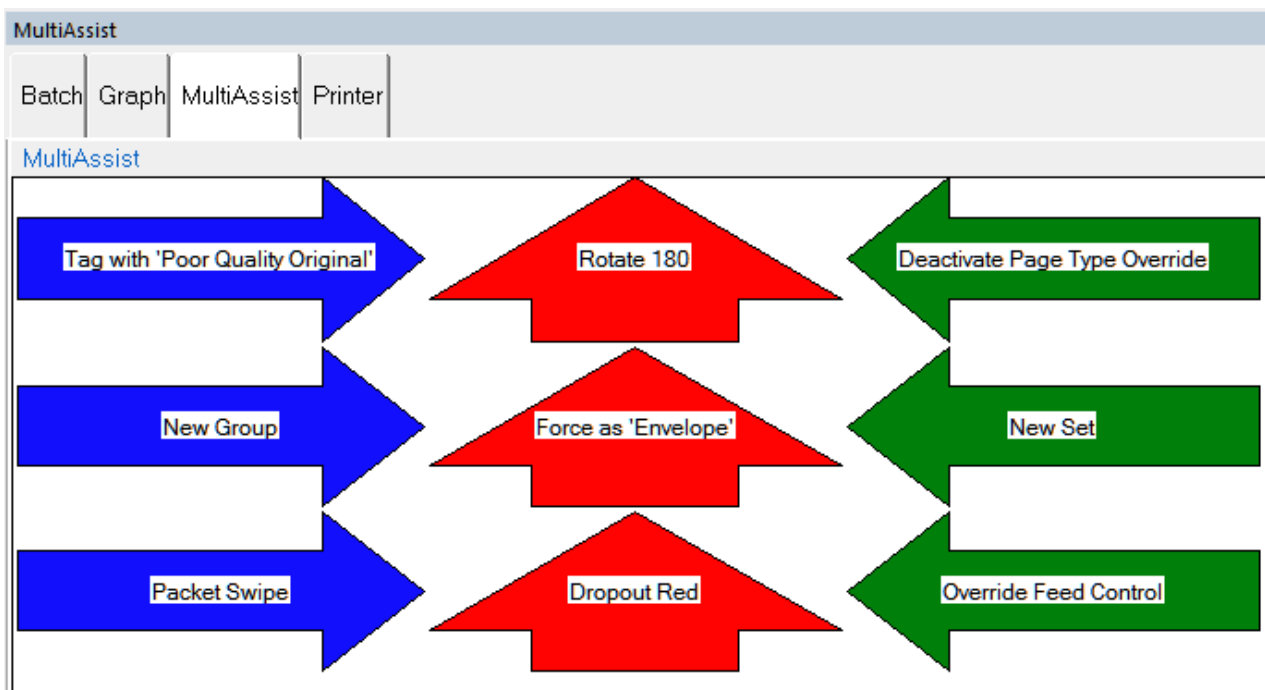 MultiAssist
Batch Graph MultiAssist Printer
MultiAssist
Tag with 'Poor Quality Original' Rotate 180 Deactivate Page Type Override
New Group Force as 'Envelope' New Set
Packet Swipe Dropout Red Override Feed Control